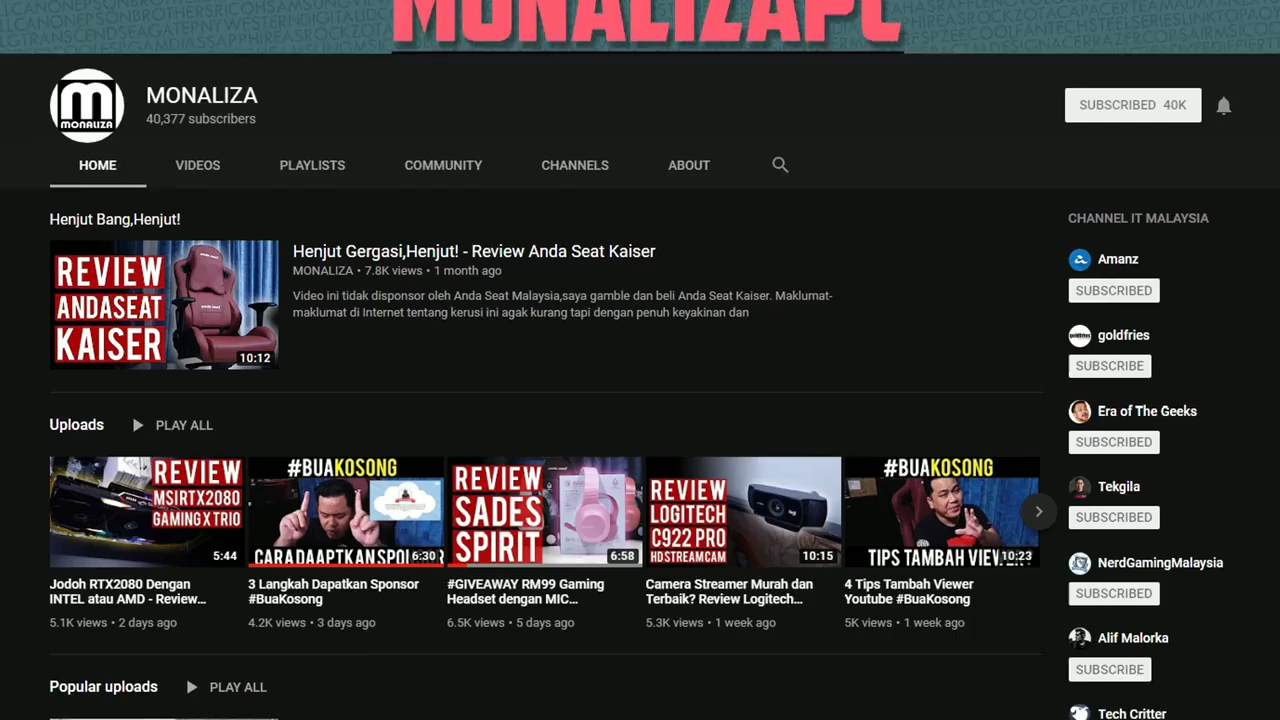 MONALIZAPC
MONALIZA
MONALIZA
40,377 subscribers
SUBSCRIBED 40K
HOME
VIDEOS
PLAYLISTS
COMMUNITY
CHANNELS
ABOUT
Henjut Bang,Henjut!
REVIEW
ANDASEAT
KAISER
10:12
Henjut Gergasi,Henjut! - Review Anda Seat Kaiser
MONALIZA • 7.8K views • 1 month ago
Video ini tidak disponsor oleh Anda Seat Malaysia,saya gamble dan beli Anda Seat Kaiser. Maklumat-
maklumat di Internet tentang kerusi ini agak kurang tapi dengan penuh keyakinan dan
Uploads
PLAY ALL
REVIEW
MSIRTX2080
GAMING X TRIO
5:44
Jodoh RTX2080 Dengan
INTEL atau AMD - Review...
5.1K views • 2 days ago
#BUAKOSONG
CARA DAAPTKAN SPO
6:30
3 Langkah Dapatkan Sponsor
#BuaKosong
4.2K views • 3 days ago
REVIEW
SADES
SPIRIT
6:58
#GIVEAWAY RM99 Gaming
Headset dengan MIC...
6.5K views • 5 days ago
REVIEW
LOGITECH
C922 PRO
HD STREAM CAM
10:15
Camera Streamer Murah dan
Terbaik? Review Logitech...
5.3K views • 1 week ago
#BUAKOSONG
TIPS TAMBAH
10:23
4 Tips Tambah Viewer
Youtube #BuaKosong
5K views • 1 week ago
Popular uploads
PLAY ALL
CHANNEL IT MALAYSIA
Amanz
SUBSCRIBED
goldfries
SUBSCRIBE
Era of The Geeks
SUBSCRIBED
Tekgila
SUBSCRIBED
NerdGamingMalaysia
SUBSCRIBED
Alif Malorka
SUBSCRIBE
Tech Critter